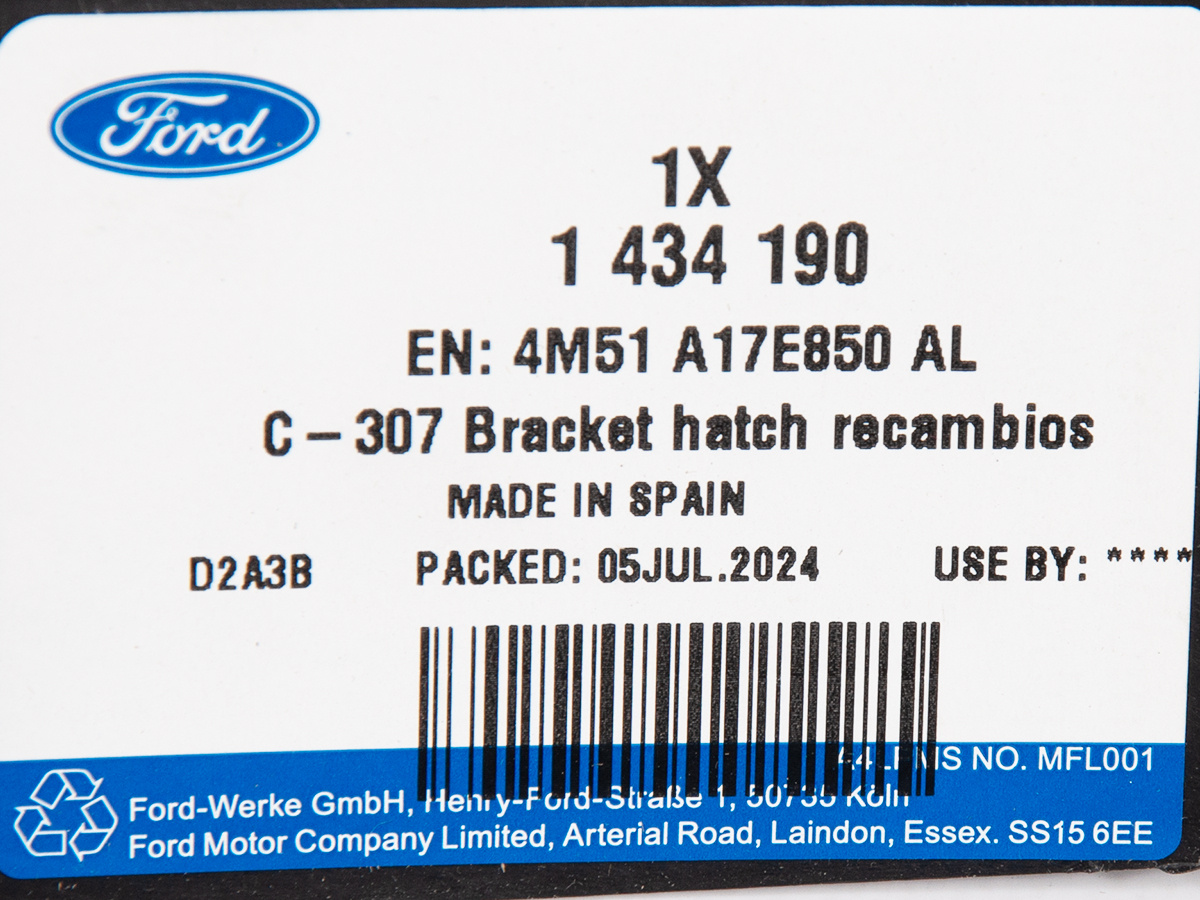 Ford
1X
1 434 190
EN: 4M51 A17E850 AL
C-307 Bracket hatch recambios
MADE IN SPAIN
D2A3B PACKED: 05JUL.2024 USE BY: ****
NO. MFL001
Ford-Werke GmbH, Henry-Ford-Straße 1, 50735 Köln
Ford Motor Company Limited, Arterial Road, Laindon, Essex. SS15 6EE